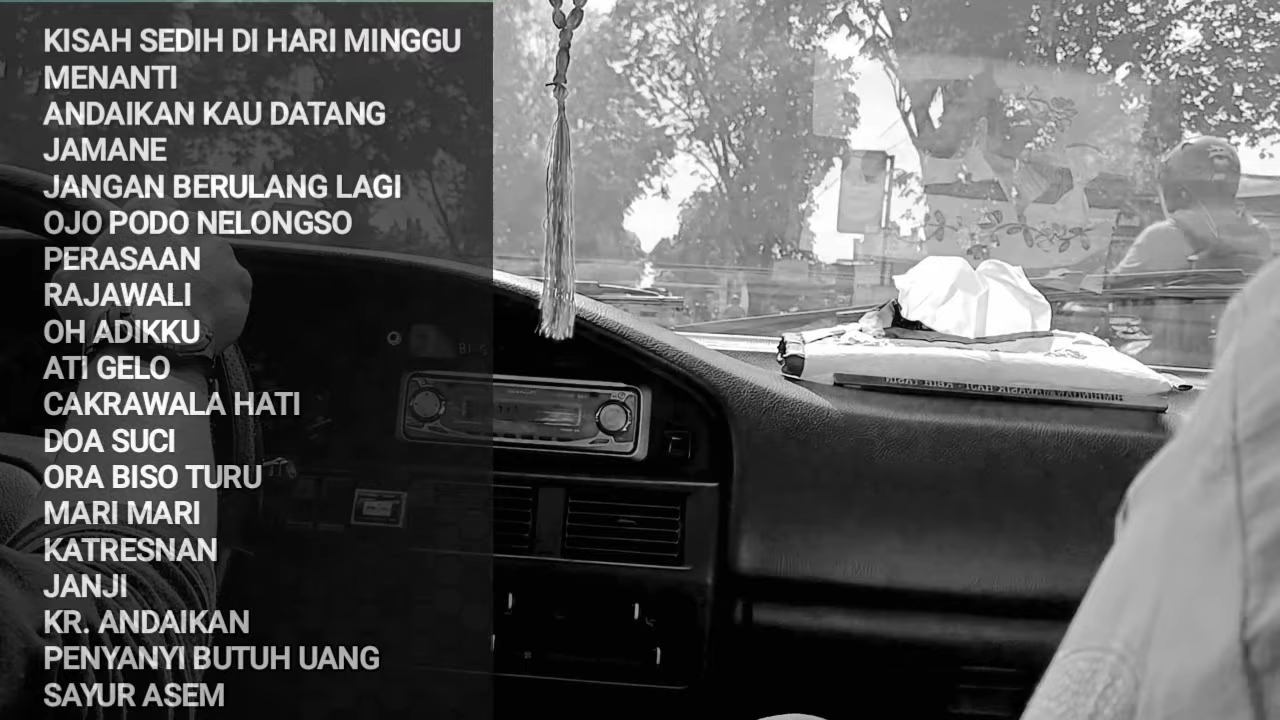 KISAH SEDIH DI HARI MINGGU
MENANTI
ANDAIKAN KAU DATANG
JAMANE
JANGAN BERULANG LAGI
OJO PODO NELONGSO
PERASAAN
RAJAWALI
OH ADIKKU
ATI GELO
CAKRAWALA HATI
DOA SUCI
ORA BISO TURU
MARI MARI
KATRESNAN
JANJI
KR. ANDAIKAN
PENYANYI BUTUH UANG
SAYUR ASEM